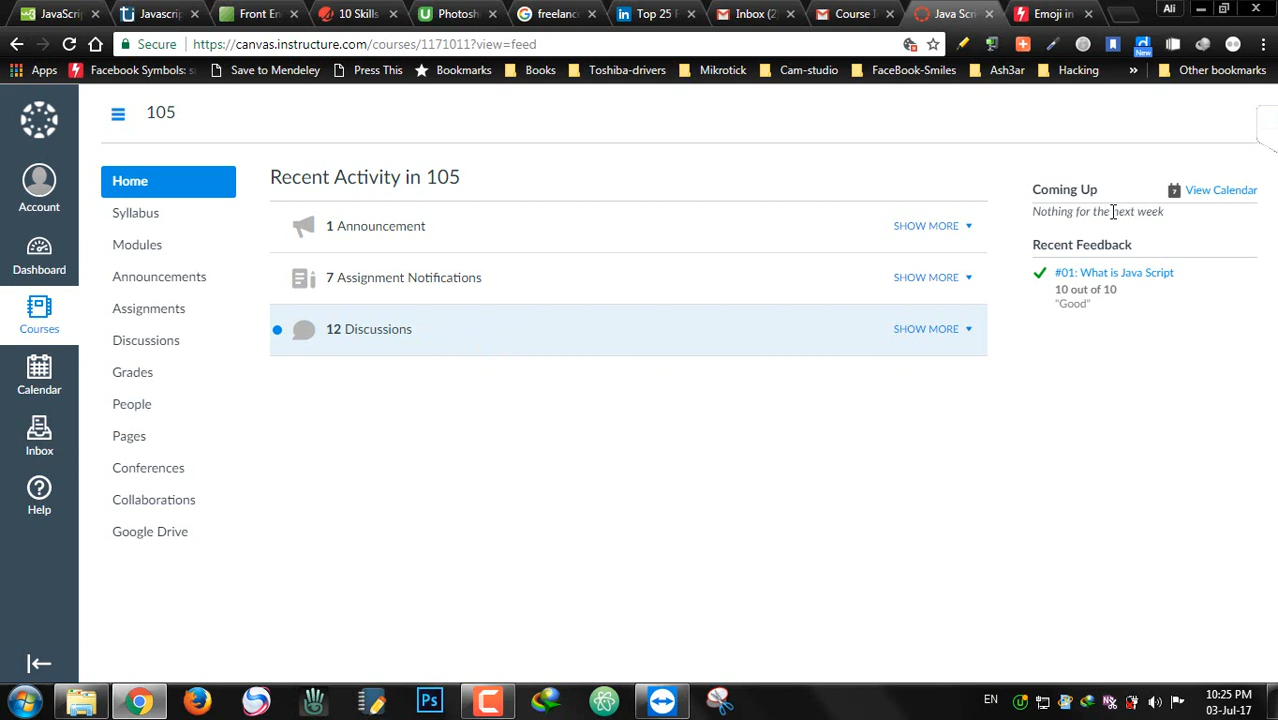 JavaScri
Javascrip
Front En
10 Skills
Photosh
freelanc
Top 25 F
Inbox (2
Course I
Java Scri
Emoji in
Ali
Secure
https://canvas.instructure.com/courses/1171011?view=feed
New
Apps
Facebook Symbols: s
Save to Mendeley
Press This
Bookmarks
Books
Toshiba-drivers
Mikrotick
Cam-studio
FaceBook-Smiles
Ash3ar
Hacking
Other bookmarks
105
Account
Dashboard
Courses
Calendar
Inbox
Help
Home
Syllabus
Modules
Announcements
Assignments
Discussions
Grades
People
Pages
Conferences
Collaborations
Google Drive
Recent Activity in 105
1 Announcement
SHOW MORE
7 Assignment Notifications
SHOW MORE
12 Discussions
SHOW MORE
Coming Up
View Calendar
Nothing for the next week
Recent Feedback
#01: What is Java Script
10 out of 10
"Good"
Ps
EN
10:25 PM
03-Jul-17